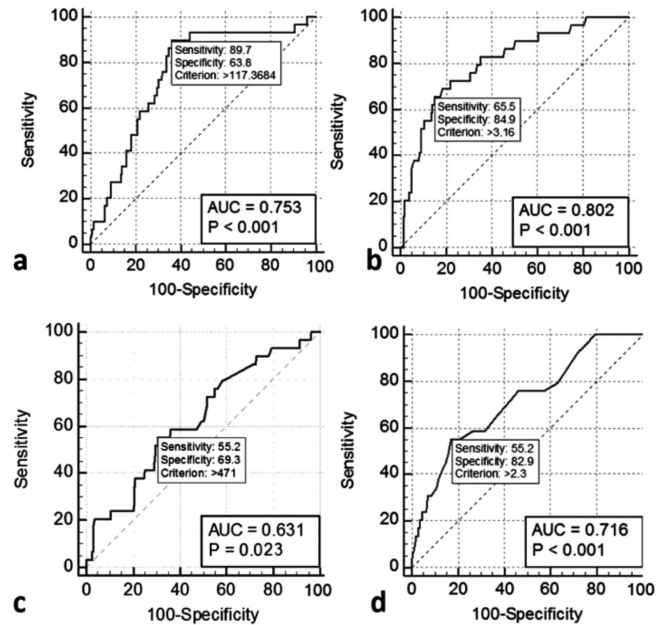 100
80
60
40
20
0
Sensitivity
Sensitivity: 89.7
Specificity: 63.8
Criterion: >117.3684
AUC = 0.753
P < 0.001
0 20 40 60 80 100
100-Specificity
a
100
80
60
40
20
0
Sensitivity
Sensitivity: 65.5
Specificity: 84.9
Criterion: >3.16
AUC = 0.802
P < 0.001
0 20 40 60 80 100
100-Specificity
b
100
80
60
40
20
0
Sensitivity
Sensitivity: 55.2
Specificity: 69.3
Criterion: >471
AUC = 0.631
P = 0.023
0 20 40 60 80 100
100-Specificity
c
100
80
60
40
20
0
Sensitivity
Sensitivity: 55.2
Specificity: 82.9
Criterion: >2.3
AUC = 0.716
P < 0.001
0 20 40 60 80 100
100-Specificity
d